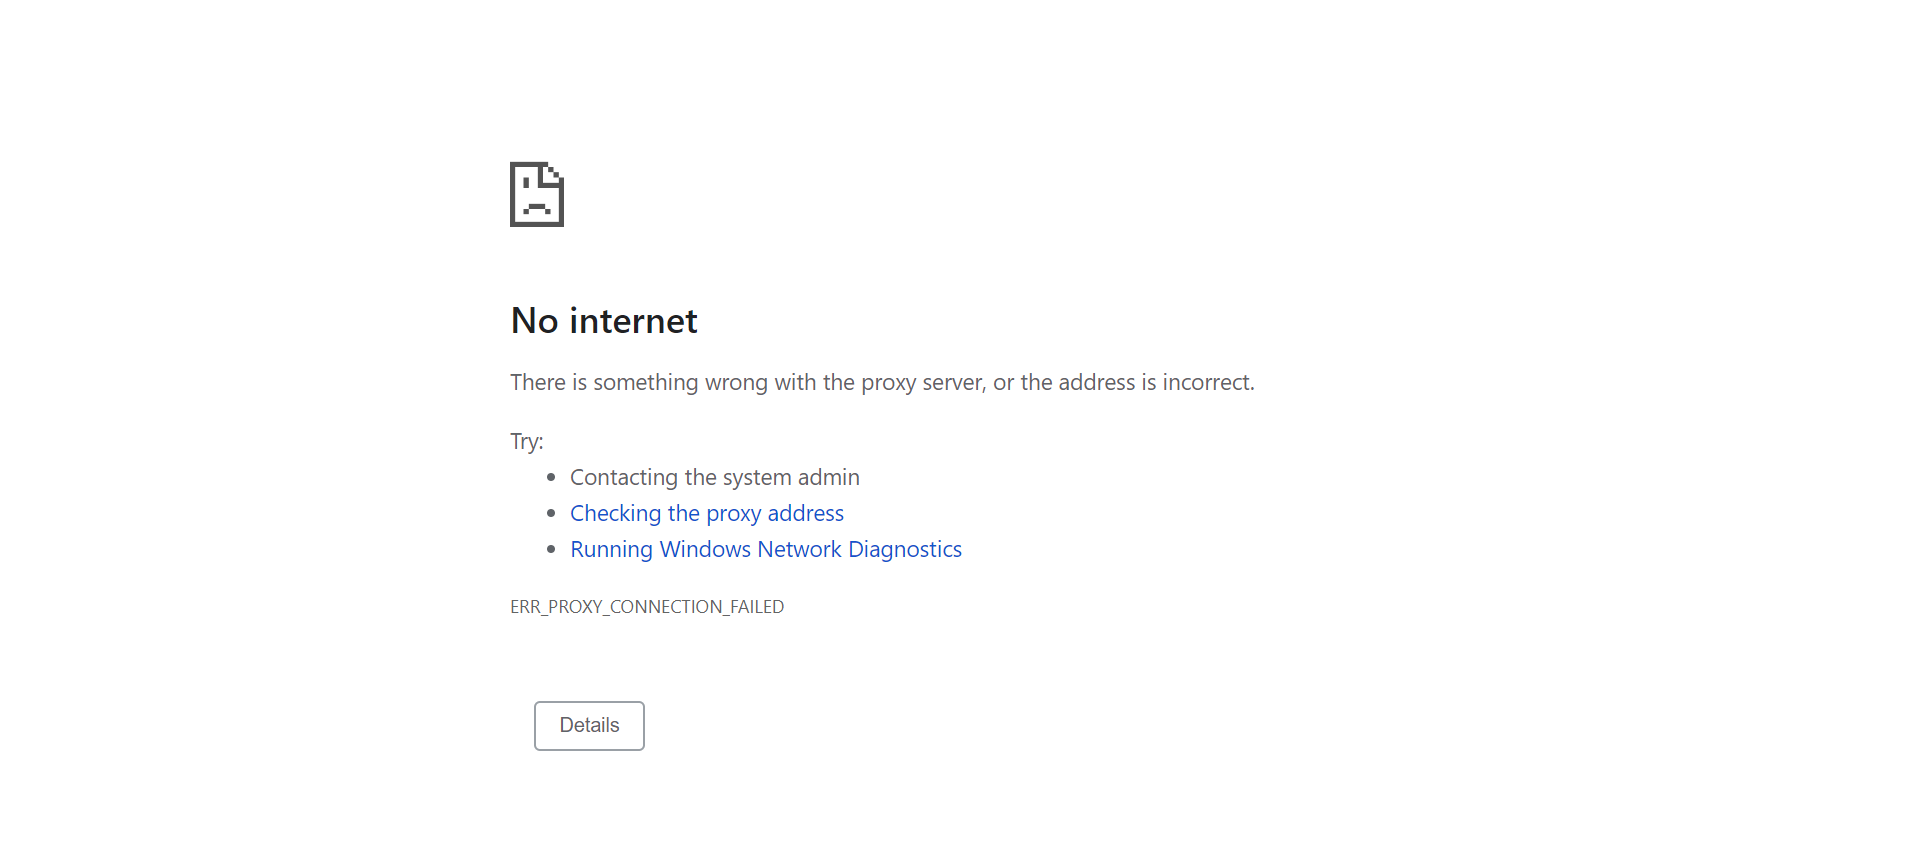 No internet
There is something wrong with the proxy server, or the address is incorrect.
Try:
Contacting the system admin
Checking the proxy address
Running Windows Network Diagnostics
ERR_PROXY_CONNECTION_FAILED
Details